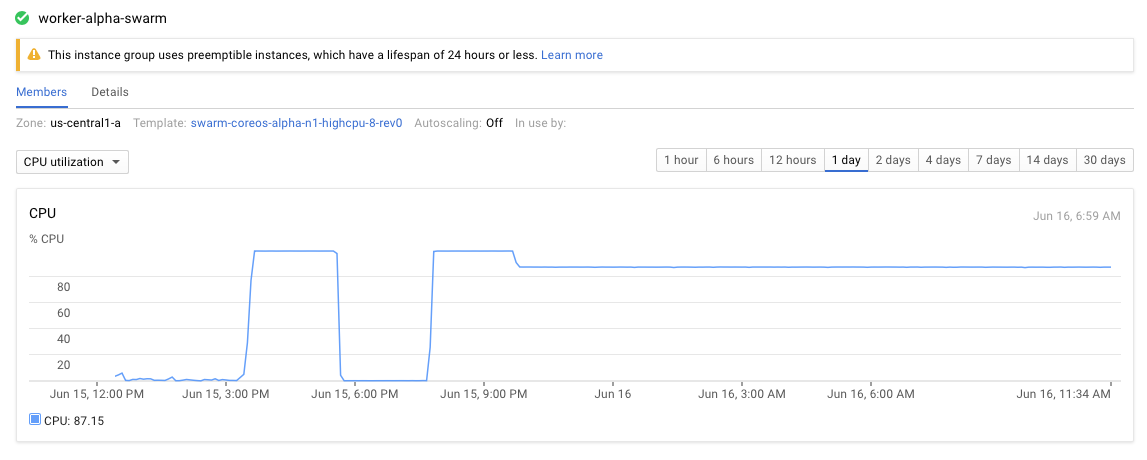 worker-alpha-swarm
This instance group uses preemptible instances, which have a lifespan of 24 hours or less. Learn more
Members Details
Zone: us-central1-a Template: swarm-coreos-alpha-n1-highcpu-8-rev0 Autoscaling: Off In use by:
CPU utilization 1 hour 6 hours 12 hours 1 day 2 days 4 days 7 days 14 days 30 days
CPU Jun 16, 6:59 AM
% CPU
80
60
40
20
Jun 15, 12:00 PM Jun 15, 3:00 PM Jun 15, 6:00 PM Jun 15, 9:00 PM Jun 16 Jun 16, 3:00 AM Jun 16, 6:00 AM Jun 16, 11:34 AM
CPU: 87.15